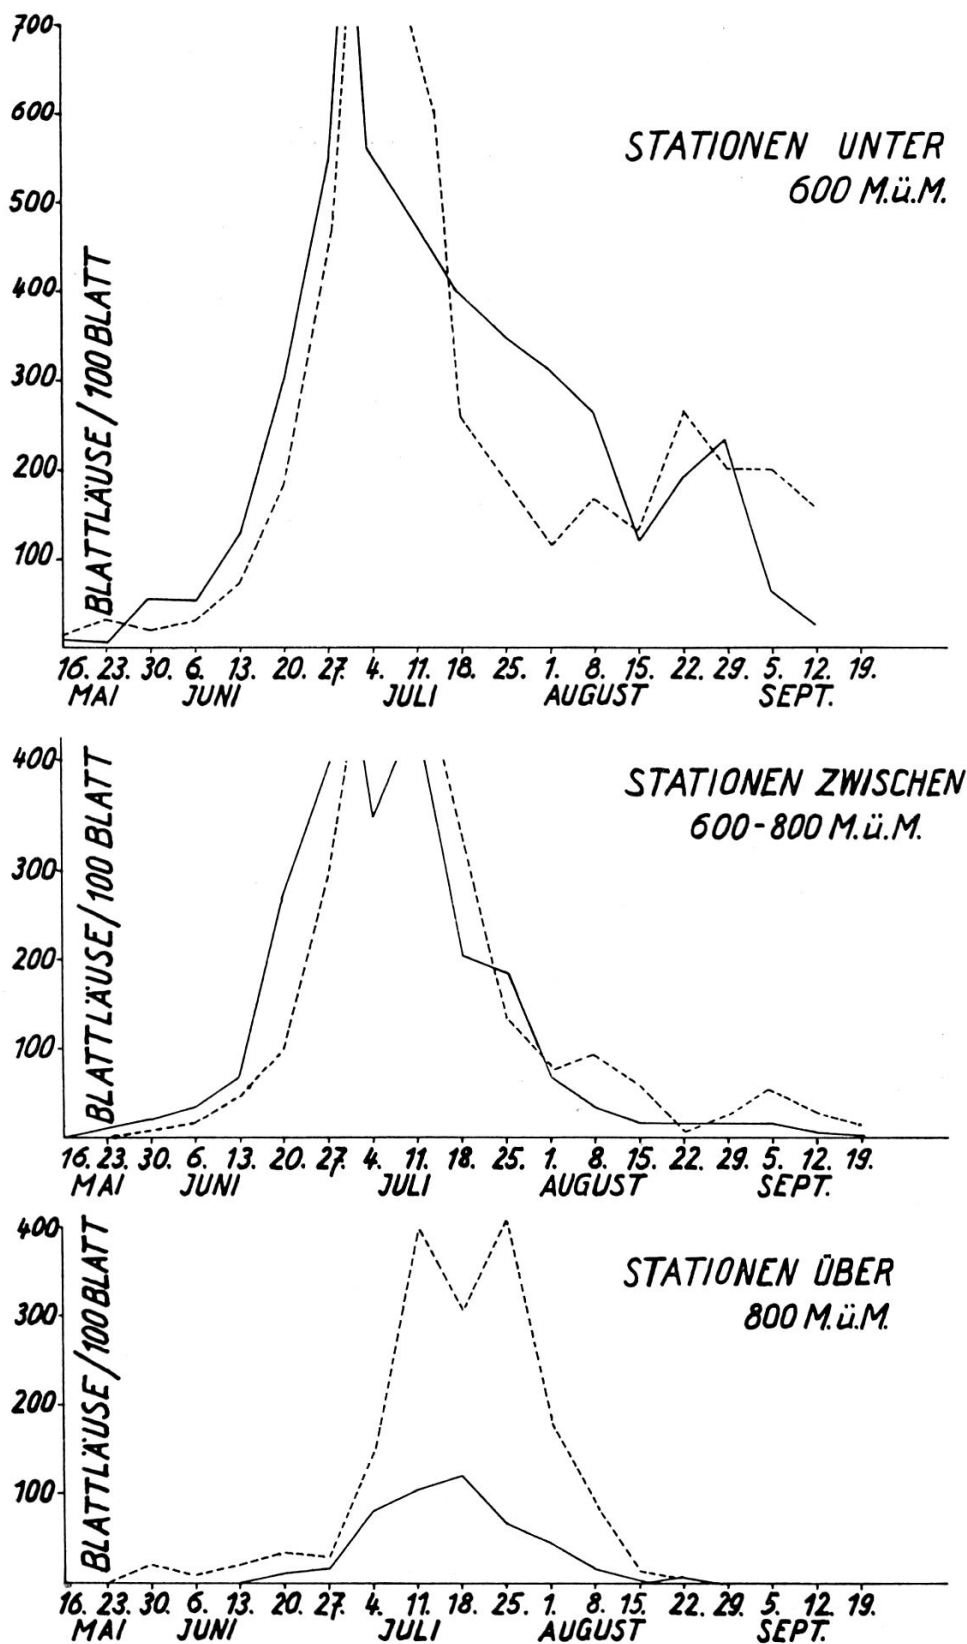 700
600
500
400
300
200
100
BLATTLÄUSE/100 BLATT
STATIONEN UNTER
600 M.ü.M.
16. 23. 30. 6. 13. 20. 27. 4. 11. 18. 25. 1. 8. 15. 22. 29. 5. 12. 19.
MAI JUNI JULI AUGUST SEPT.
400
300
200
100
BLATTLÄUSE/100 BLATT
STATIONEN ZWISCHEN
600-800 M.ü.M.
16. 23. 30. 6. 13. 20. 27. 4. 11. 18. 25. 1. 8. 15. 22. 29. 5. 12. 19.
MAI JUNI JULI AUGUST SEPT.
400
300
200
100
BLATTLÄUSE/100 BLATT
STATIONEN ÜBER
800 M.ü.M.
16. 23. 30. 6. 13. 20. 27. 4. 11. 18. 25. 1. 8. 15. 22. 29. 5. 12. 19.
MAI JUNI JULI AUGUST SEPT.